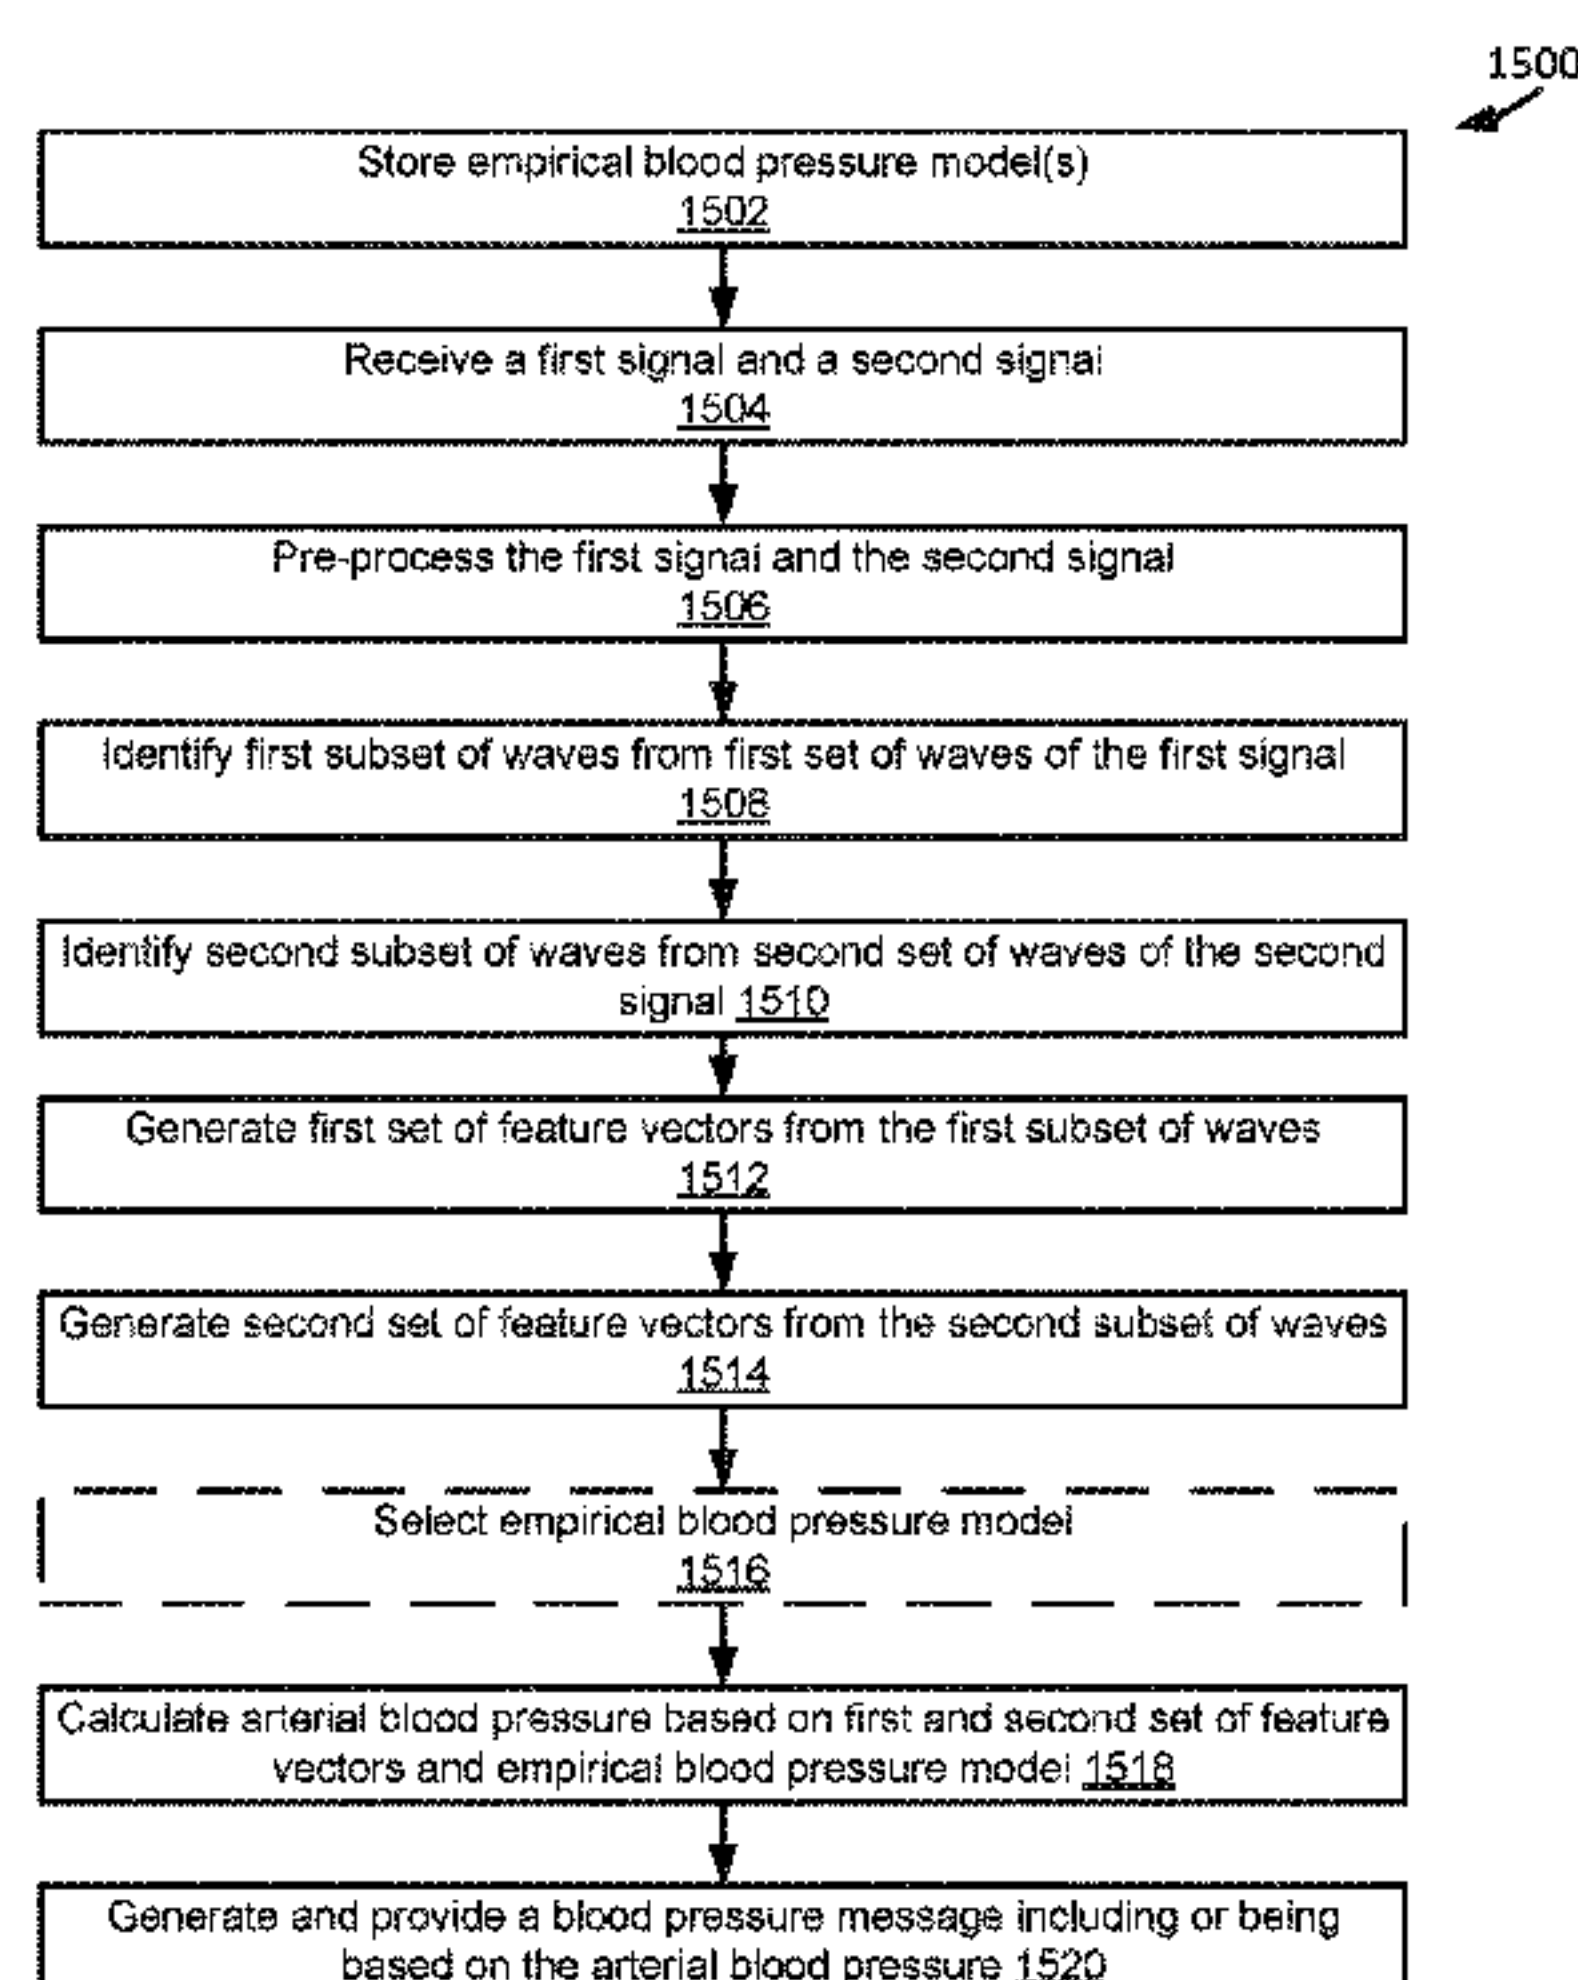 1500
Store empirical blood pressure model(s)
1502
Receive a first signal and a second signal
1504
Pre-process the first signal and the second signal
1506
Identify first subset of waves from first set of waves of the first signal
1508
Identify second subset of waves from second set of waves of the second
signal 1510
Generate first set of feature vectors from the first subset of waves
1512
Generate second set of feature vectors from the second subset of waves
1514
Select empirical blood pressure model
1516
Calculate arterial blood pressure based on first and second set of feature
vectors and empirical blood pressure model 1518
Generate and provide a blood pressure message including or being
based on the arterial blood pressure 1520